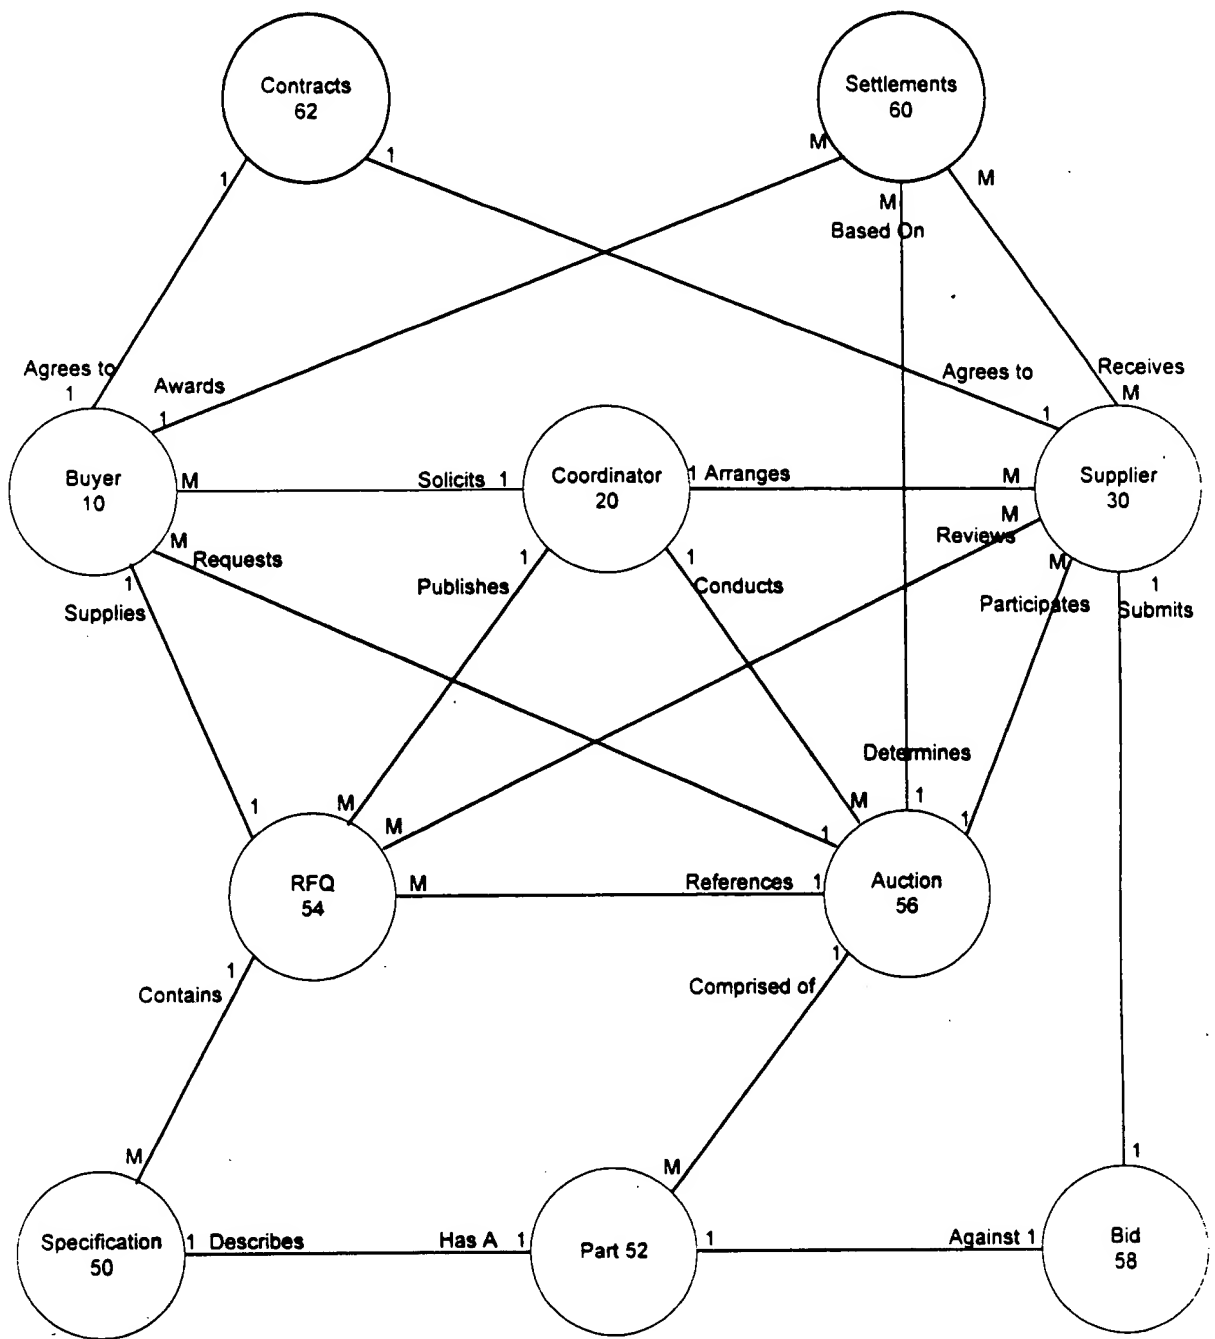 Contracts
62
Settlements
60
M
1
1
M
M
Based On
Agrees to
1
Awards
1
Agrees to
1
Receives
M
Buyer
10
M
Solicits 1
Coordinator
20
1 Arranges
M
Supplier
30
M
Reviews
M
Requests
1
Supplies
1
Publishes
1
Conducts
M
Participates
1
Submits
Determines
1
M
M
M
1
1
1
RFQ
54
M
References 1
Auction
56
1
Contains
1
Comprised of
M
M
1
Specification
50
1 Describes
Has A 1
Part 52
1
Against 1
Bid
58